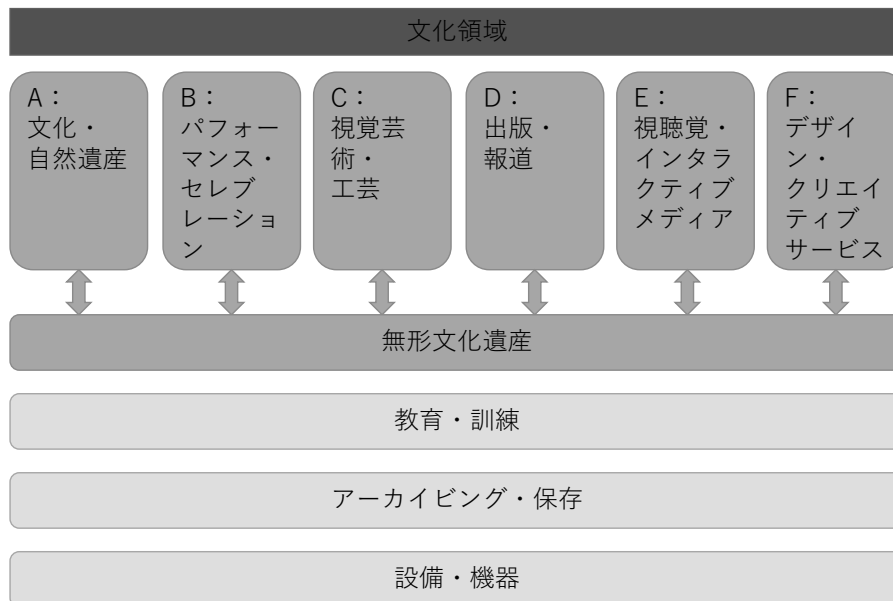 文化領域
A：
文化・
自然遺産
B：
パフォー
マンス・
セレブ
レーショ
ン
C：
視覚芸
術・
工芸
D：
出版・
報道
E：
視聴覚・
インタラ
クティブ
メディア
F：
デザイ
ン・
クリエイ
ティブ
サービス
無形文化遺産
教育・訓練
アーカイビング・保存
設備・機器